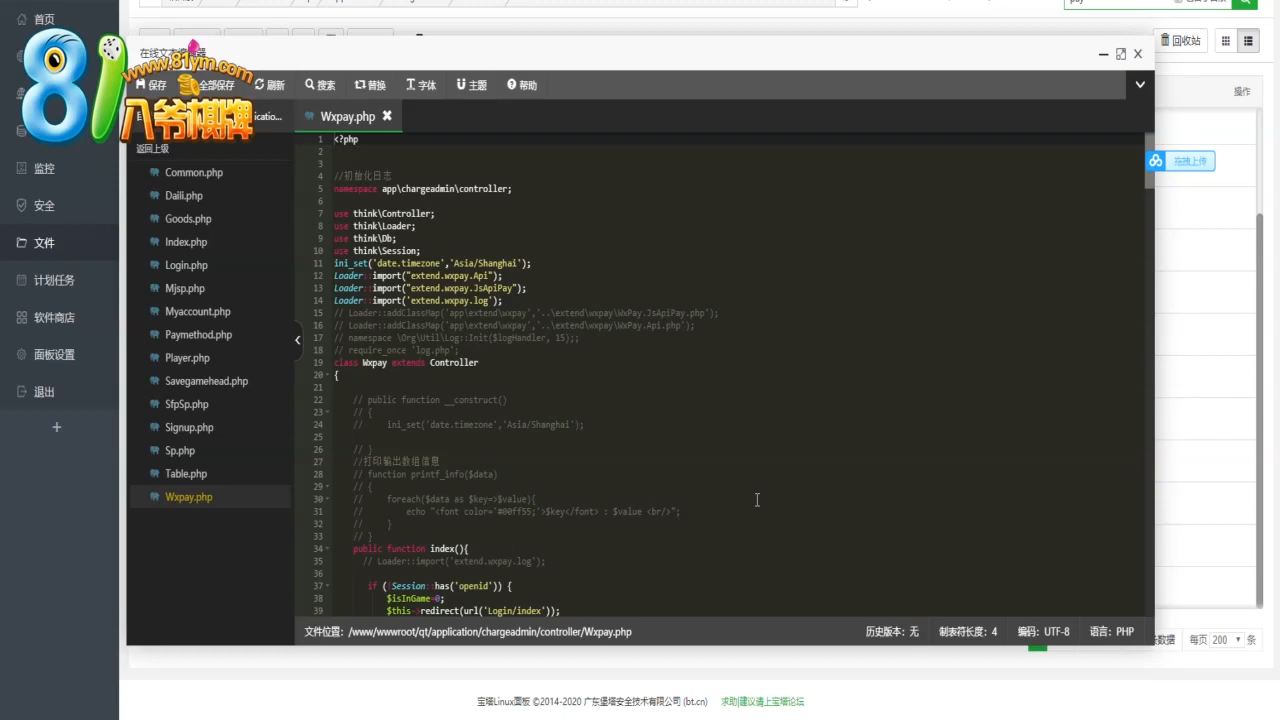 首页
监控
安全
文件
计划任务
软件商店
面板设置
退出
www.81ym.com
八爷棋牌
回收站
操作
拖拽上传
保存
全部保存
刷新
搜索
替换
字体
主题
帮助
icatio...
Wxpay.php
返回上级
Common.php
Daili.php
Goods.php
Index.php
Login.php
Mjsp.php
Myaccount.php
Paymethod.php
Player.php
Savegamehead.php
SfpSp.php
Signup.php
Sp.php
Table.php
Wxpay.php
1 <?php
2
3
4 //初始化日志
5 namespace app\chargeadmin\controller;
6
7 use think\Controller;
8 use think\Loader;
9 use think\Db;
10 use think\Session;
11 ini_set('date.timezone','Asia/Shanghai');
12 Loader::import("extend.wxpay.Api");
13 Loader::import("extend.wxpay.JsApiPay");
14 Loader::import('extend.wxpay.log');
15 // Loader::addClassMap('app\extend\wxpay','..\extend\wxpay\WxPay.JsApiPay.php');
16 // Loader::addClassMap('app\extend\wxpay','..\extend\wxpay\WxPay.Api.php');
17 // namespace \Org\Util\Log::Init($logHandler, 15);;
18 // require_once 'log.php';
19 class Wxpay extends Controller
20 {
21
22 // public function __construct()
23 // {
24 // ini_set('date.timezone','Asia/Shanghai');
25
26 // }
27 //打印输出数组信息
28 // function printf_info($data)
29 // {
30 // foreach($data as $key=>$value){
31 // echo "<font color='#00ff55;'>$key</font> : $value <br/>";
32 // }
33 // }
34 public function index(){
35 // Loader::import('extend.wxpay.log');
36
37 if (!Session::has('openid')) {
38 $isInGame=0;
39 $this->redirect(url('Login/index'));
文件位置: /www/wwwroot/qt/application/chargeadmin/controller/Wxpay.php
历史版本: 无
制表符长度: 4
编码: UTF-8
语言: PHP
条数据
每页 200 条
宝塔Linux面板 ©2014-2020 广东堡塔安全技术有限公司 (bt.cn)
求助|建议请上宝塔论坛